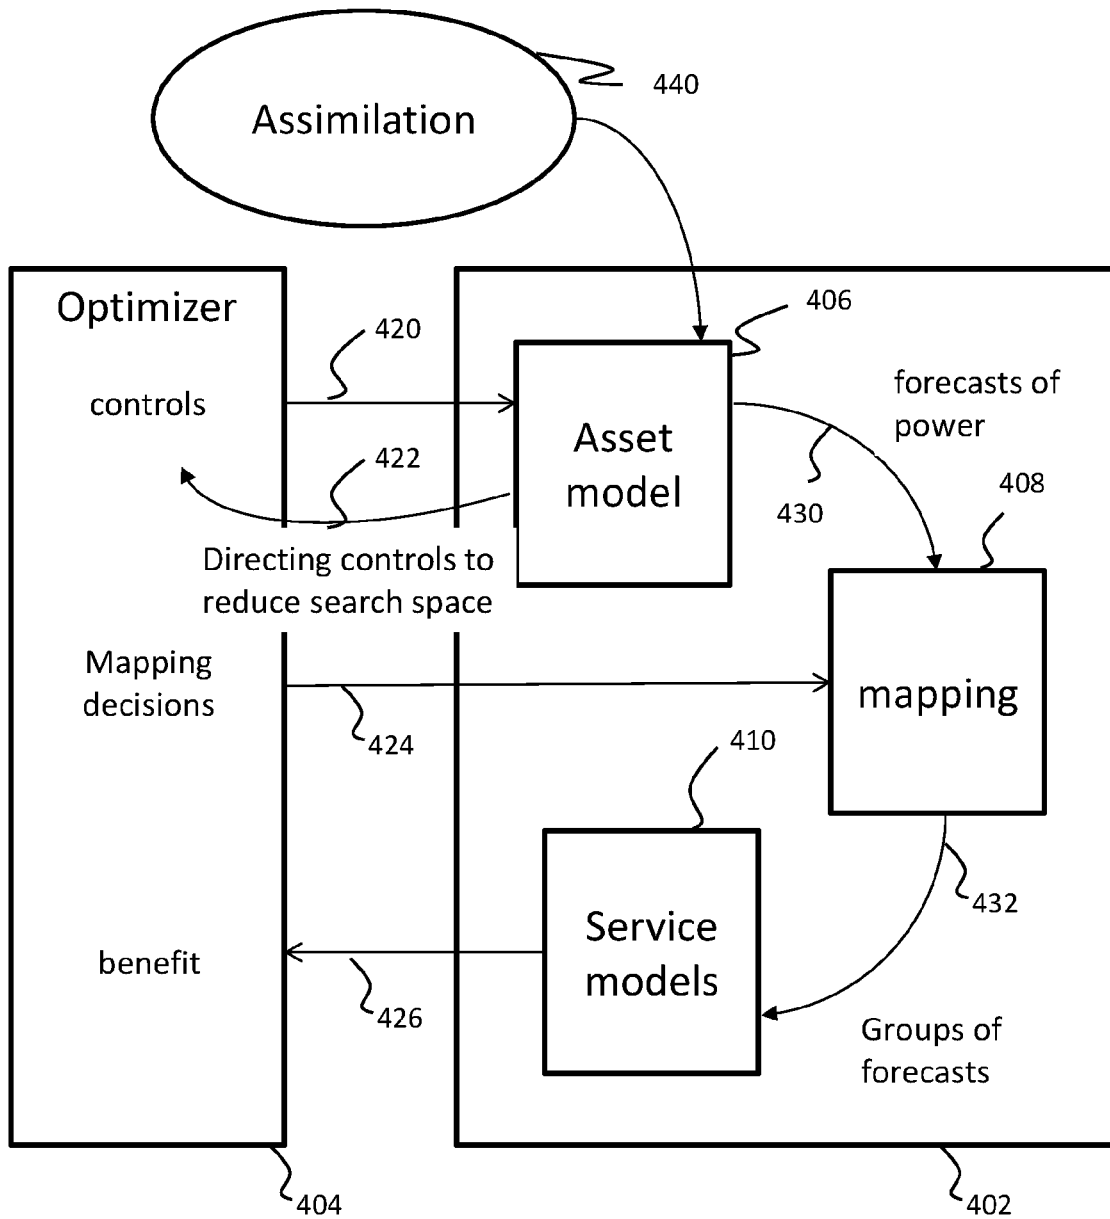 440
Assimilation
406
Optimizer
420
forecasts of
power
controls
Asset
model
422
430
408
Directing controls to
reduce search space
Mapping
decisions
mapping
424
410
432
Service
models
benefit
426
Groups of
forecasts
404
402